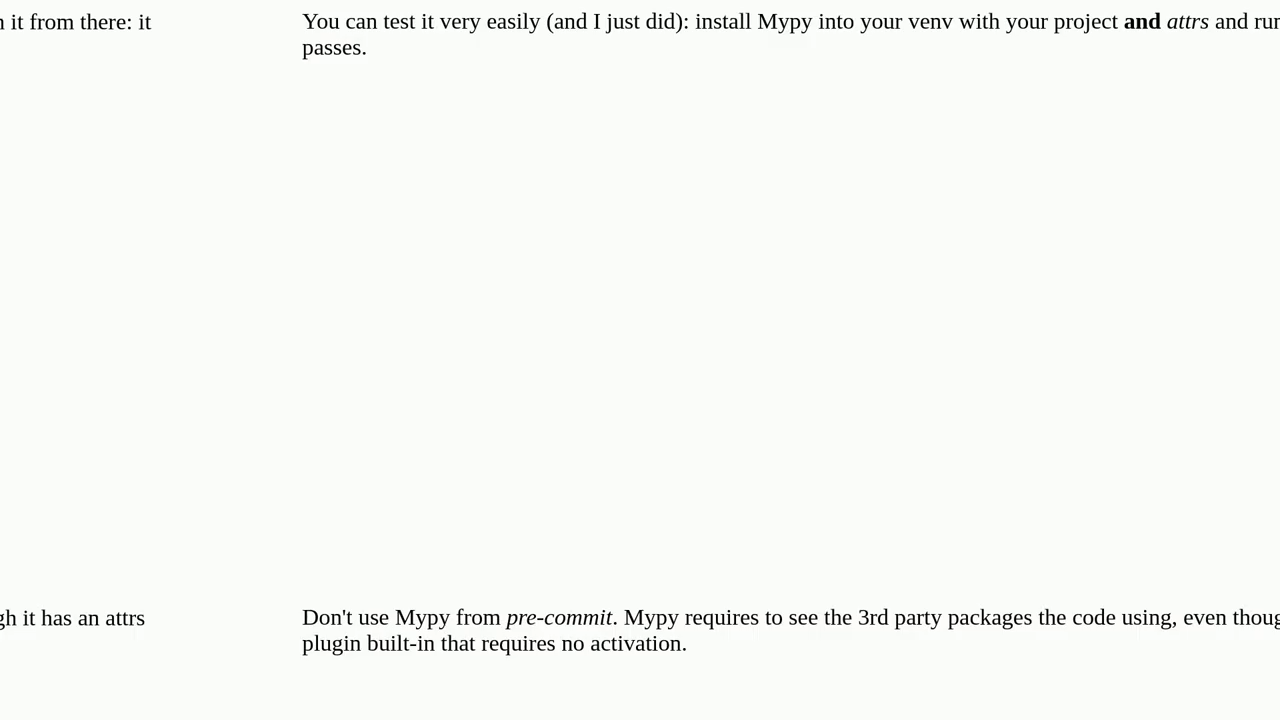 it from there: it
You can test it very easily (and I just did): install Mypy into your venv with your project and attrs and run
passes.
it has an attrs
Don't use Mypy from pre-commit. Mypy requires to see the 3rd party packages the code using, even
plugin built-in that requires no activation.